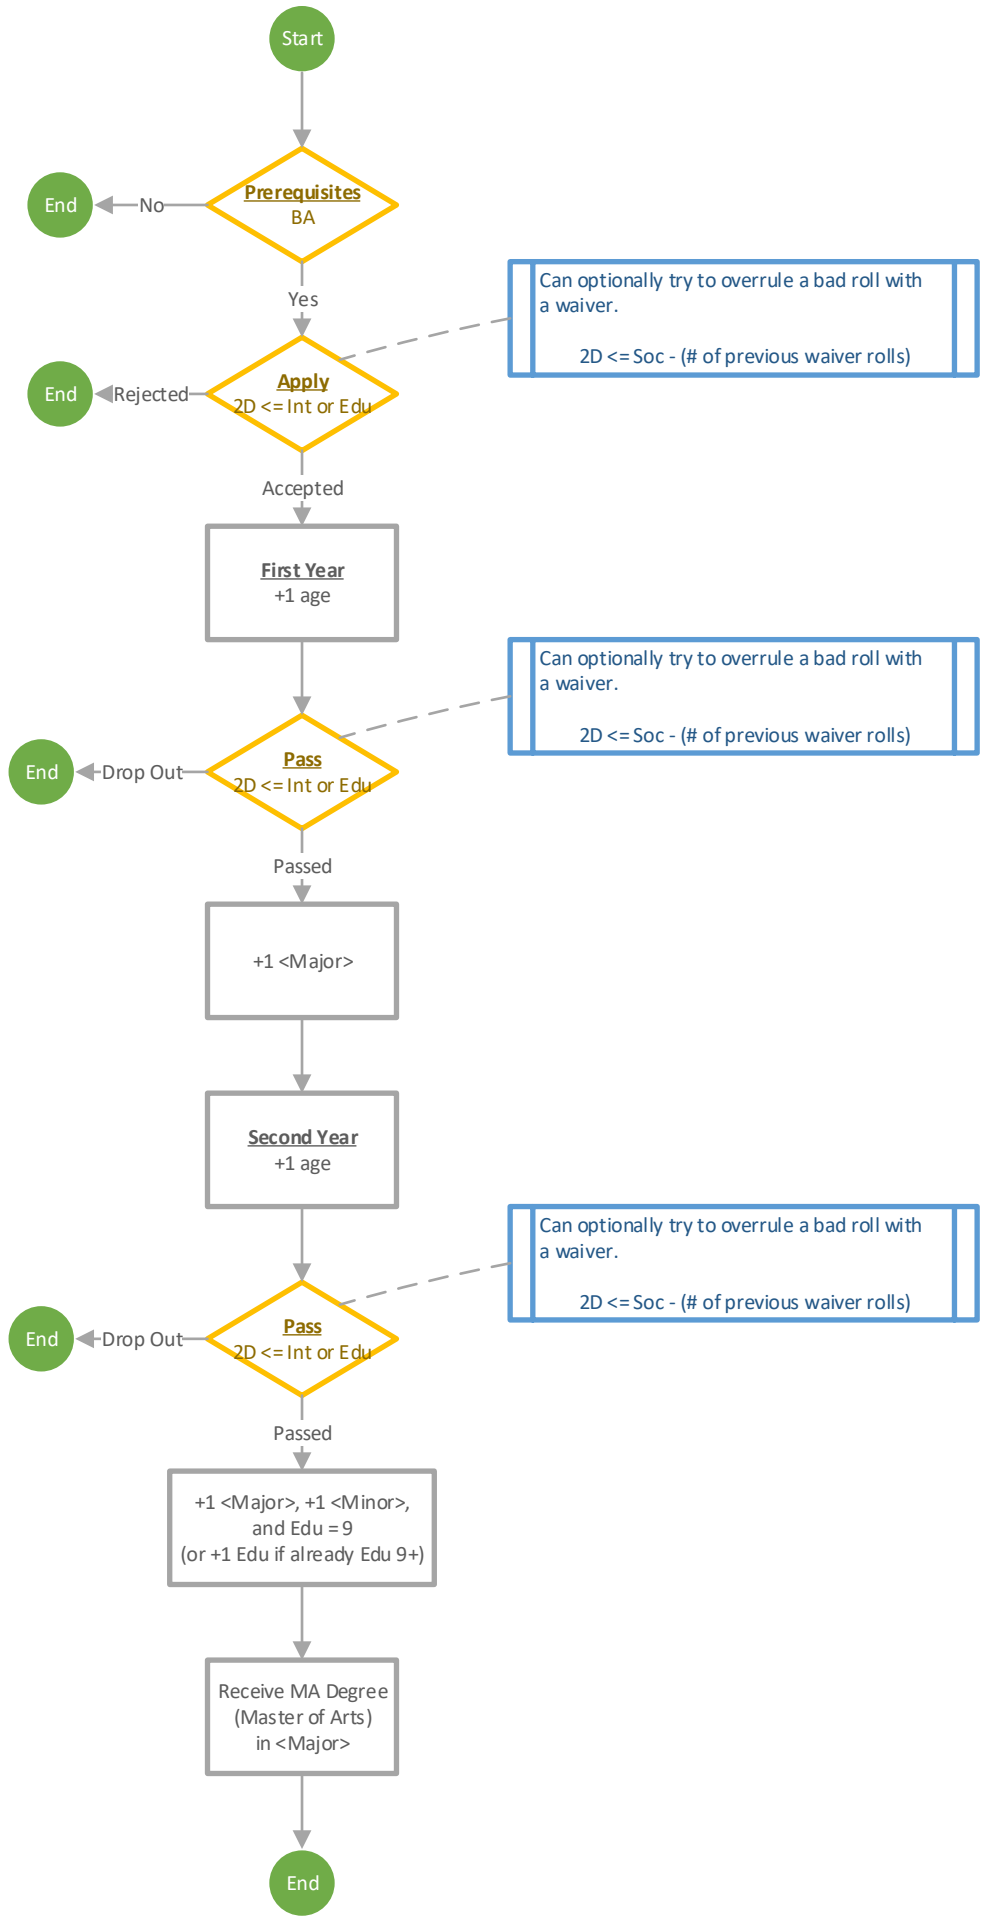 Start
Prerequisites
BA
No
End
Yes
Can optionally try to overrule a bad roll with
a waiver.
2D <= Soc - (# of previous waiver rolls)
Apply
2D <= Int or Edu
Rejected
End
Accepted
First Year
+1 age
Can optionally try to overrule a bad roll with
a waiver.
2D <= Soc - (# of previous waiver rolls)
Pass
2D <= Int or Edu
Drop Out
End
Passed
+1 <Major>
Second Year
+1 age
Can optionally try to overrule a bad roll with
a waiver.
2D <= Soc - (# of previous waiver rolls)
Pass
2D <= Int or Edu
Drop Out
End
Passed
+1 <Major>, +1 <Minor>,
and Edu = 9
(or +1 Edu if already Edu 9+)
Receive MA Degree
(Master of Arts)
in <Major>
End